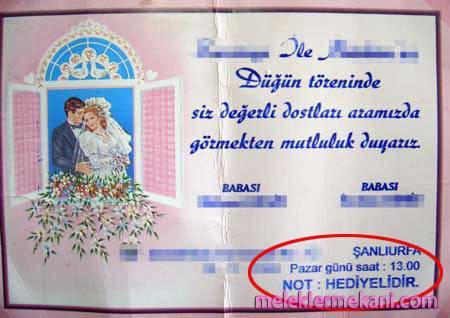 İle
Düğün töreninde
siz değerli dostları aramızda
görmekten mutluluk duyarız.
BABASI BABASI
ŞANLIURFA
Pazar günü saat : 13.00
NOT : HEDİYELİDİR.
meleklermekani.com